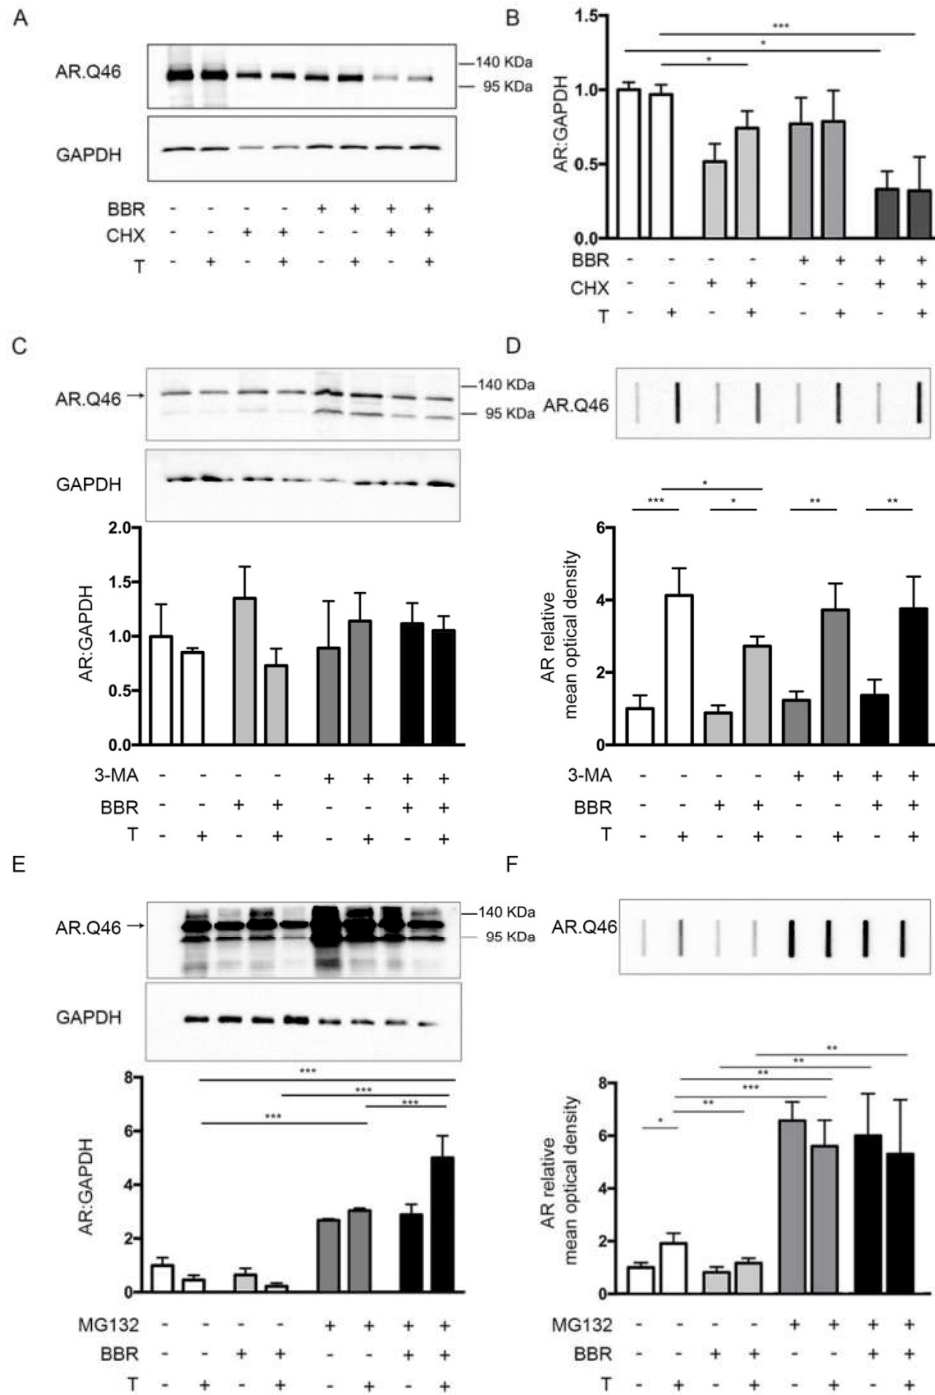 A
AR.Q46
140 KDa
95 KDa
GAPDH
BBR - - - - + + + +
CHX - - + + - - + +
T - + - + - + - +
B
1.5
1.0
0.5
0.0
AR:GAPDH
***
*
*
BBR - - - - + + + +
CHX - - + + - - + +
T - + - + - + - +
C
AR.Q46 →
140 KDa
95 KDa
GAPDH
2.0
1.5
1.0
0.5
0.0
AR:GAPDH
3-MA - - - - + + + +
BBR - - + + - - + +
T - + - + - + - +
D
AR.Q46
*
*** * ** **
6
4
2
0
AR relative
mean optical density
3-MA - - - - + + + +
BBR - - + + - - + +
T - + - + - + - +
E
AR.Q46 →
140 KDa
95 KDa
GAPDH
8
6
4
2
0
AR:GAPDH
***
***
***
***
MG132 - - - - + + + +
BBR - - + + - - + +
T - + - + - + - +
F
AR.Q46
**
**
**
***
**
*
8
6
4
2
0
AR relative
mean optical density
MG132 - - - - + + + +
BBR - - + + - - + +
T - + - + - + - +